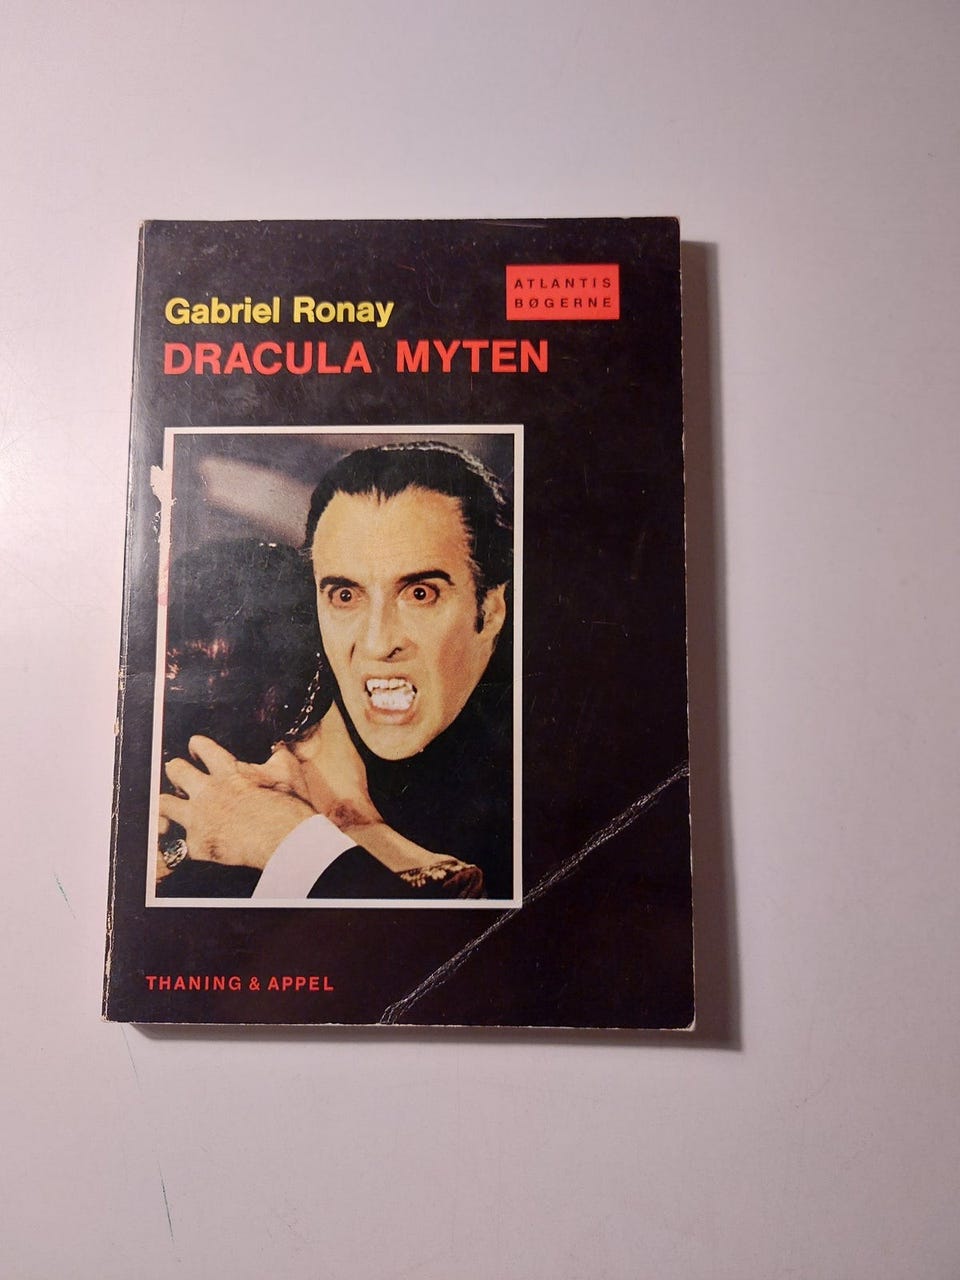 ATLANTIS
BØGERNE
Gabriel Ronay
DRACULA MYTEN
THANING & APPEL